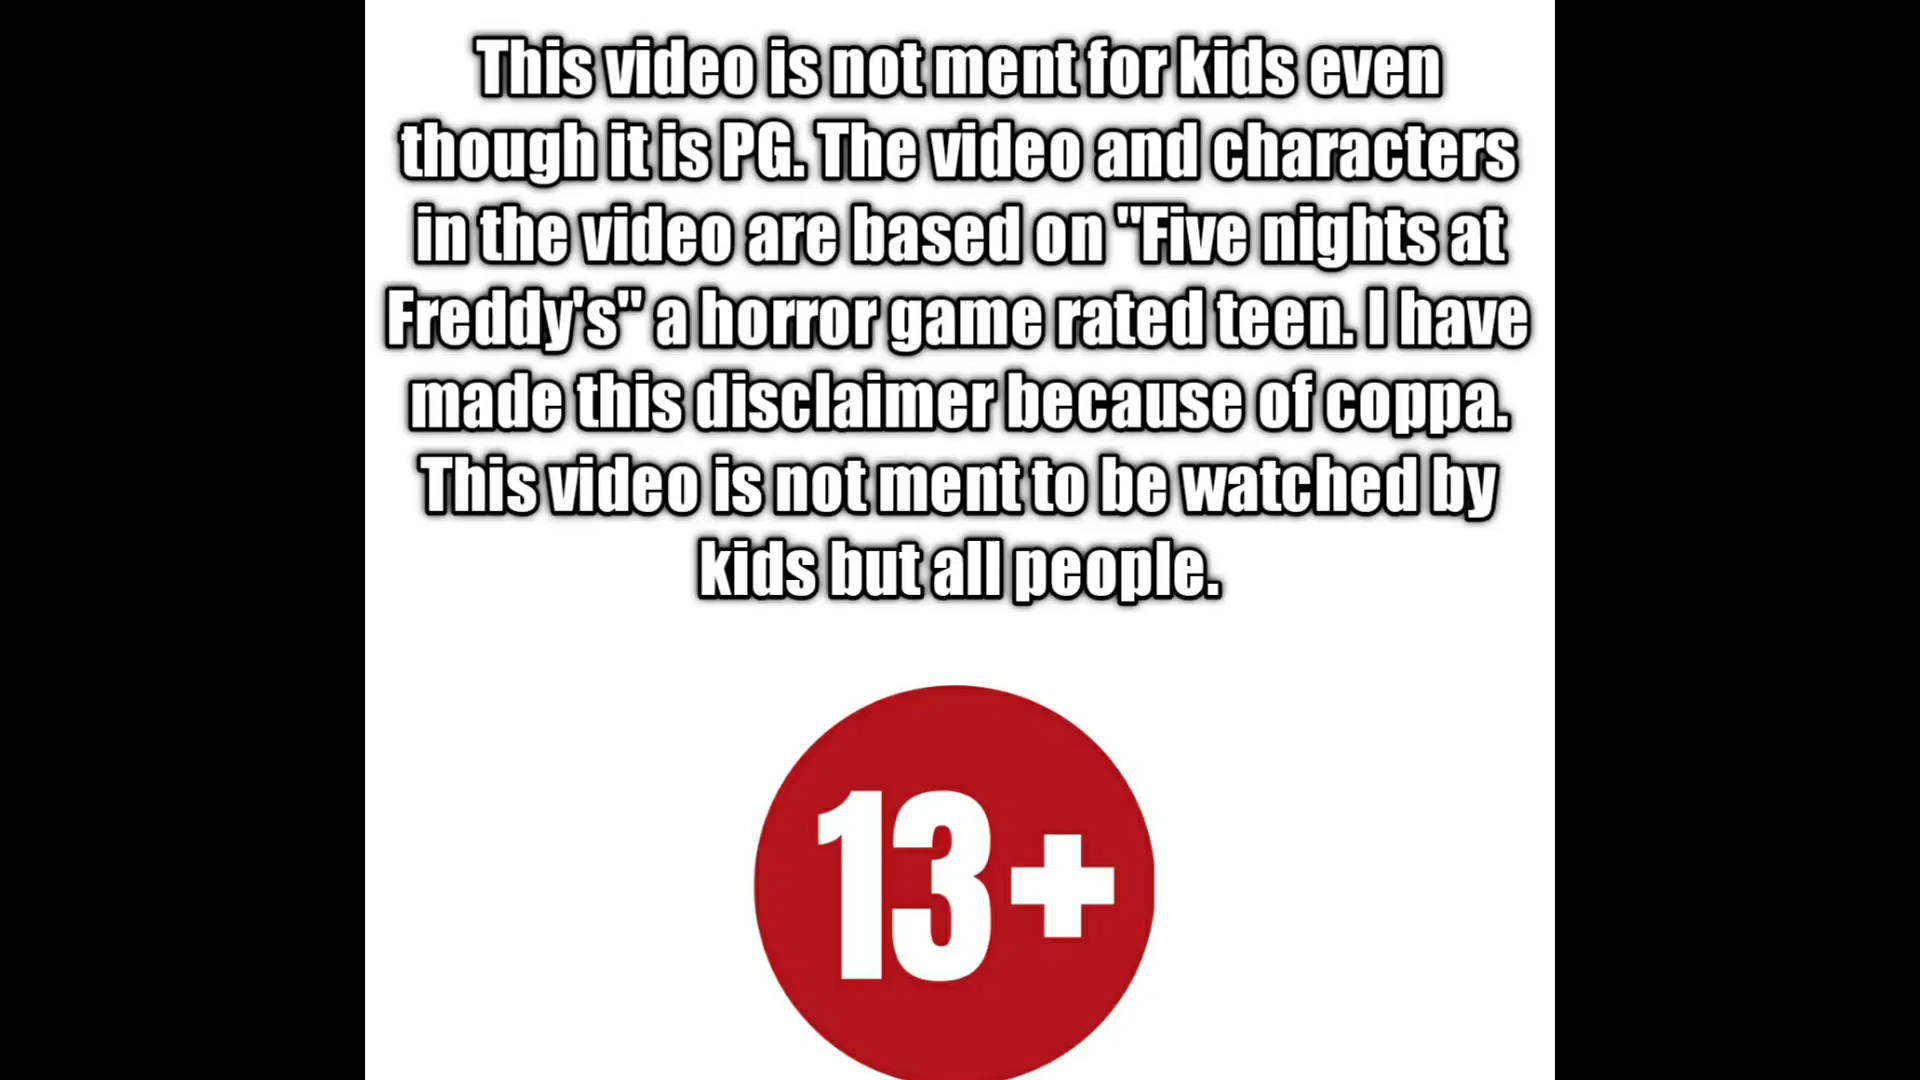 This video is not ment for kids even
though it is PG. The video and characters
in the video are based on "Five nights at
Freddy's" a horror game rated teen. I have
made this disclaimer because of coppa.
This video is not ment to be watched by
kids but all people.
13+